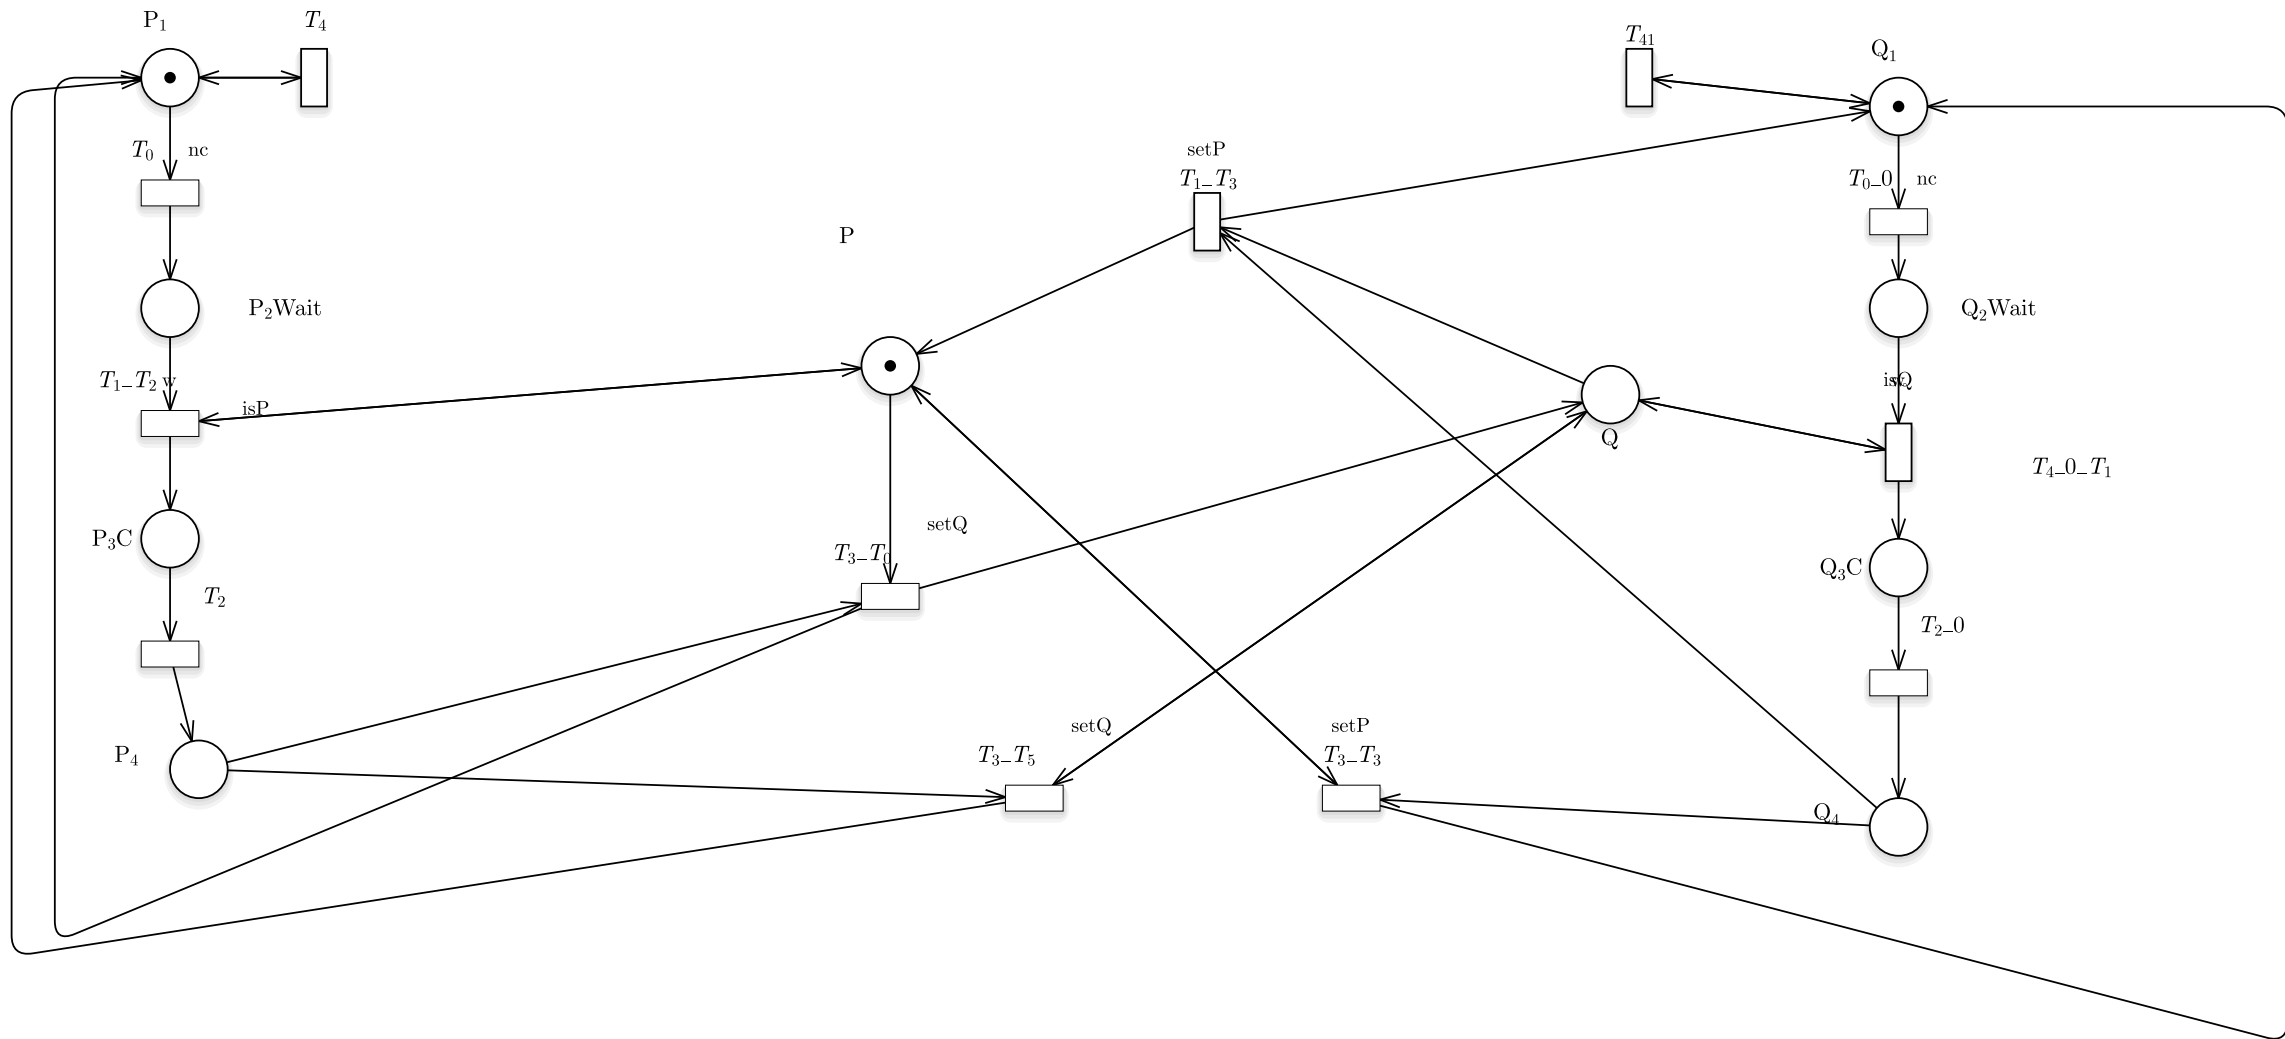 P₁
T₄
T₄₁
Q₁
T₀
nc
setP
T₁_T₃
T₀_0
nc
P
P₂Wait
Q₂Wait
T₁_T₂
w
isP
isQ
w
Q
T₄_0_T₁
P₃C
setQ
T₃_T₀
Q₃C
T₂
T₂_0
P₄
setQ
T₃_T₅
setP
T₃_T₃
Q₄